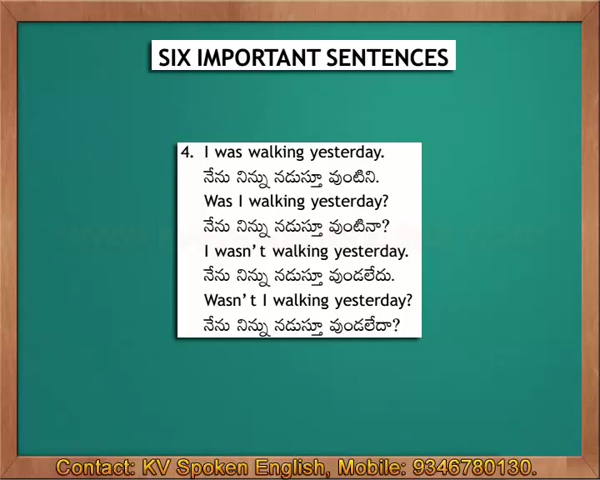 SIX IMPORTANT SENTENCES
4. I was walking yesterday.
నేను నిన్ను నడుస్తూ వుంటిని.
Was I walking yesterday?
నేను నిన్ను నడుస్తూ వుంటినా?
I wasn't walking yesterday.
నేను నిన్ను నడుస్తూ వుండలేదు.
Wasn't I walking yesterday?
నేను నిన్ను నడుస్తూ వుండలేదా?
Contact: KV Spoken English, Mobile: 9346780130.